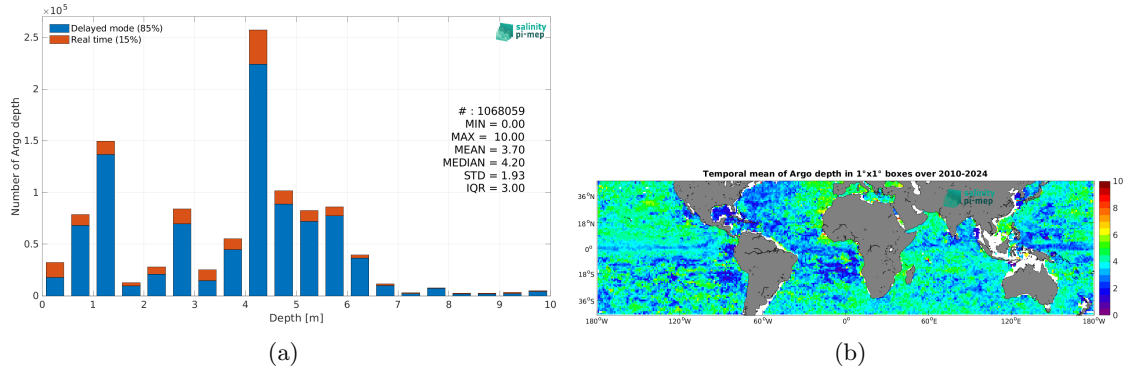 ×10⁵
Delayed mode (85%)
Real time (15%)
salinity
pi-mep
2.5
2
1.5
1
0.5
0
Number of Argo depth
# : 1068059
MIN = 0.00
MAX = 10.00
MEAN = 3.70
MEDIAN = 4.20
STD = 1.93
IQR = 3.00
0 1 2 3 4 5 6 7 8 9 10
Depth [m]
(a)
Temporal mean of Argo depth in 1°x1° boxes over 2010-2024
salinity
pi-mep
36°N
18°N
0°
18°S
36°S
180°W 120°W 60°W 0° 60°E 120°E 180°W
10
8
6
4
2
0
(b)